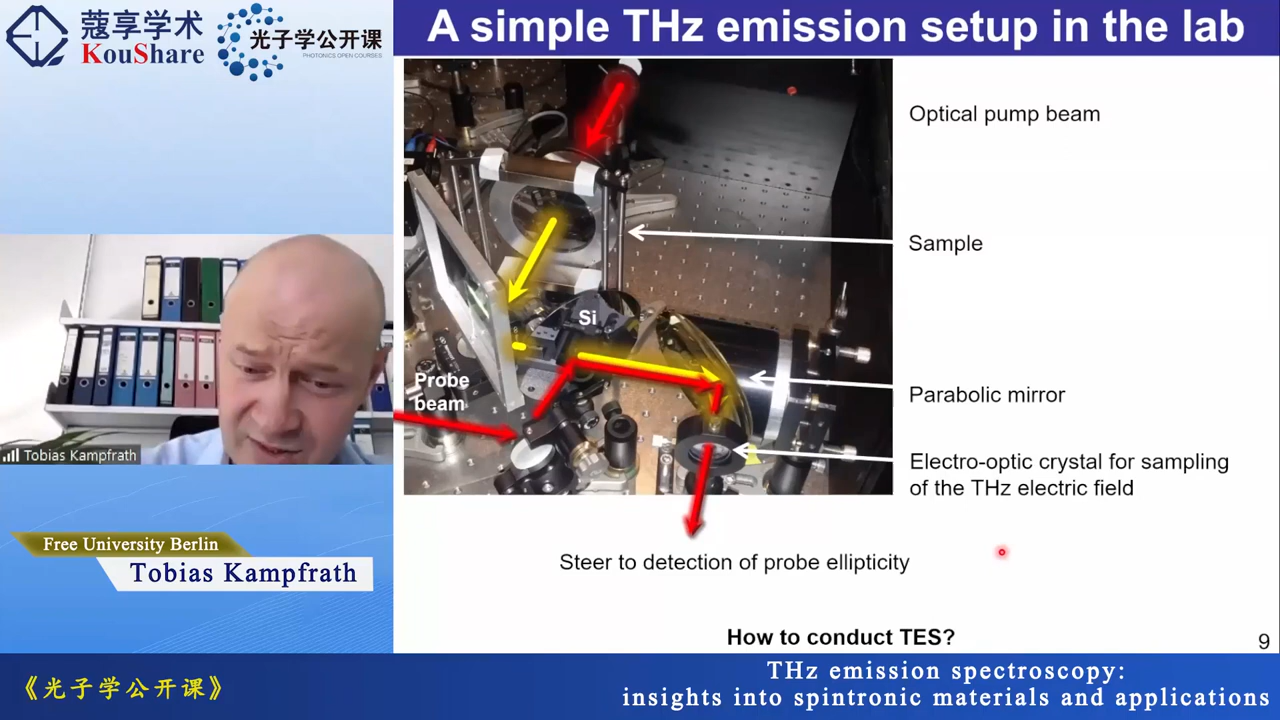 蔻享学术
KouShare
光子学公开课
PHOTONICS OPEN COURSES
A simple THz emission setup in the lab
Optical pump beam
Sample
Si
Probe
beam
Parabolic mirror
Electro-optic crystal for sampling
of the THz electric field
Steer to detection of probe ellipticity
How to conduct TES?
9
Tobias Kampfrath
Free University Berlin
Tobias Kampfrath
《光子学公开课》
THz emission spectroscopy:
insights into spintronic materials and applications